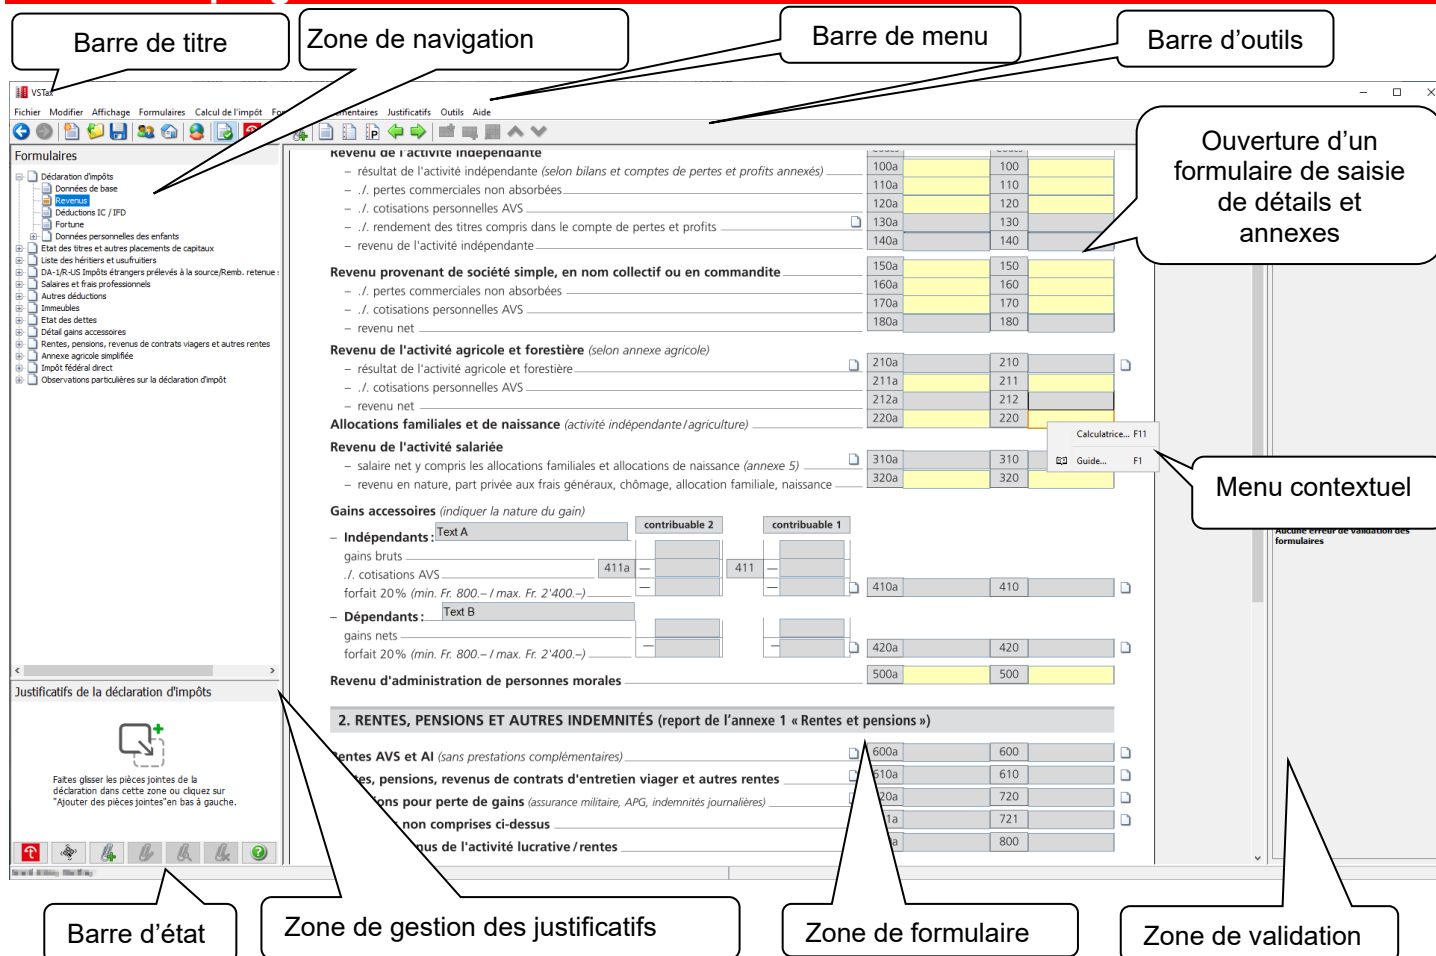 Barre de titre
Zone de navigation
Barre de menu
Barre d'outils
VSTax
Fichier Modifier Affichage Formulaires Calcul de l'impôt Justificatifs Outils Aide
Ouverture d'un
formulaire de saisie
de détails et
annexes
Formulaires
Déclaration d'impôts
Données de base
Revenus
Déductions IC / IFD
Fortune
Données personnelles des enfants
Etat des titres et autres placements de capitaux
Liste des héritiers et usufruitiers
DA-1/R-US Impôts étrangers prélevés à la source/Remb. retenue
Salaires et frais professionnels
Autres déductions
Immeubles
Etat des dettes
Détail gains accessoires
Rentes, pensions, revenus de contrats viagers et autres rentes
Annexe agricole simplifiée
Impôt fédéral direct
Observations particulières sur la déclaration d'impôt
Revenu de l'activité indépendante
– résultat de l'activité indépendante (selon bilans et comptes de pertes et profits annexés) 100a 100
– ./. pertes commerciales non absorbées 110a 110
– ./. cotisations personnelles AVS 120a 120
– ./. rendement des titres compris dans le compte de pertes et profits 130a 130
– revenu de l'activité indépendante 140a 140
Revenu provenant de société simple, en nom collectif ou en commandite 150a 150
– ./. pertes commerciales non absorbées 160a 160
– ./. cotisations personnelles AVS 170a 170
– revenu net 180a 180
Revenu de l'activité agricole et forestière (selon annexe agricole)
– résultat de l'activité agricole et forestière 210a 210
– ./. cotisations personnelles AVS 211a 211
– revenu net 212a 212
Allocations familiales et de naissance (activité indépendante/agriculture) 220a 220
Calculatrice... F11
Guide... F1
Menu contextuel
Revenu de l'activité salariée
– salaire net y compris les allocations familiales et allocations de naissance (annexe 5) 310a 310
– revenu en nature, part privée aux frais généraux, chômage, allocation familiale, naissance 320a 320
Gains accessoires (indiquer la nature du gain)
contribuable 2 contribuable 1
– Indépendants: Text A
gains bruts
./. cotisations AVS 411a – 411 –
forfait 20% (min. Fr. 800.– / max. Fr. 2'400.–) – – 410a 410
– Dépendants: Text B
gains nets
forfait 20% (min. Fr. 800.– / max. Fr. 2'400.–) – – 420a 420
Revenu d'administration de personnes morales 500a 500
Aucune erreur de validation des
formulaires
Justificatifs de la déclaration d'impôts
Faites glisser les pièces jointes de la
déclaration dans cette zone ou cliquez sur
"Ajouter des pièces jointes"en bas à gauche.
2. RENTES, PENSIONS ET AUTRES INDEMNITÉS (report de l'annexe 1 « Rentes et pensions »)
Rentes AVS et AI (sans prestations complémentaires) 600a 600
pensions, revenus de contrats d'entretien viager et autres rentes 610a 610
pour perte de gains (assurance militaire, APG, indemnités journalières) 720
non comprises ci-dessus 721
de l'activité lucrative/rentes 800
Barre d'état
Zone de gestion des justificatifs
Zone de formulaire
Zone de validation